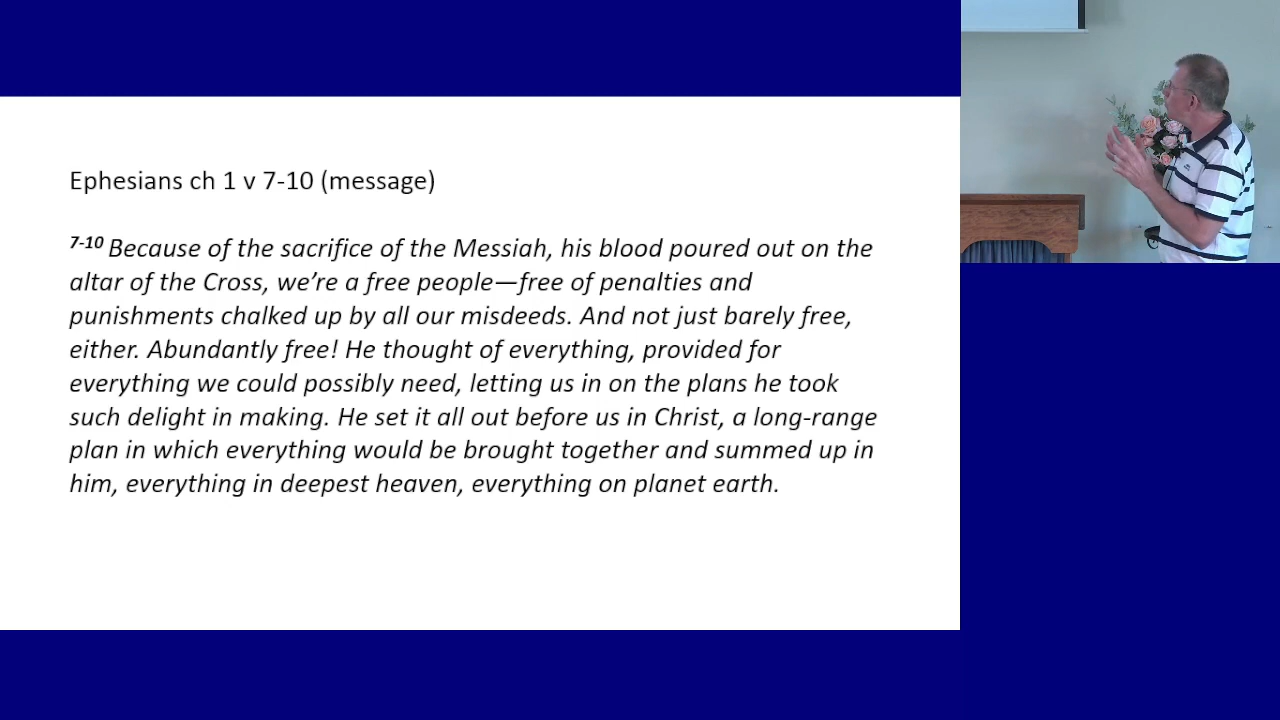 Ephesians ch 1 v 7-10 (message)
7-10 Because of the sacrifice of the Messiah, his blood poured out on the
altar of the Cross, we’re a free people—free of penalties and
punishments chalked up by all our misdeeds. And not just barely free,
either. Abundantly free! He thought of everything, provided for
everything we could possibly need, letting us in on the plans he took
such delight in making. He set it all out before us in Christ, a long-range
plan in which everything would be brought together and summed up in
him, everything in deepest heaven, everything on planet earth.